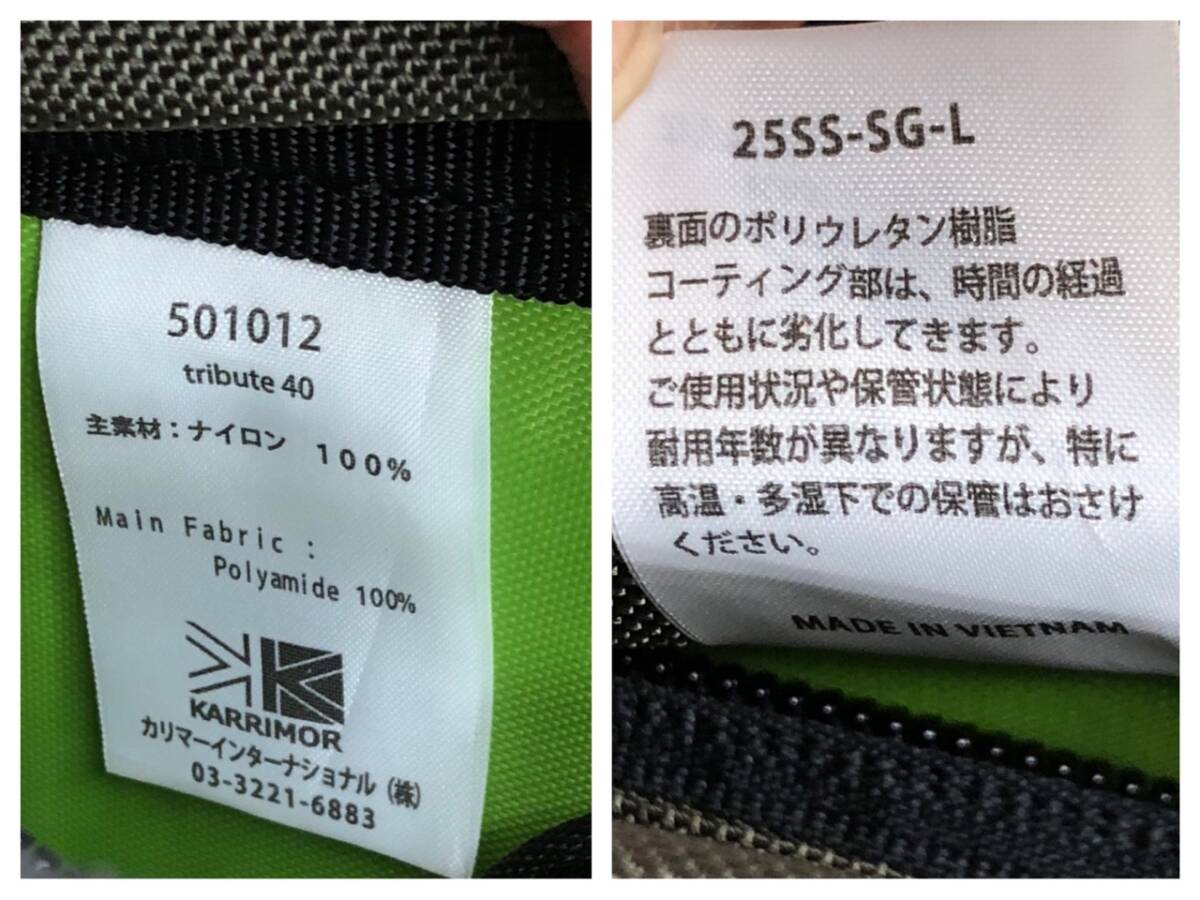 501012
tribute 40
主素材：ナイロン　１００％
Main Fabric :
Polyamide 100%
KARRIMOR
カリマーインターナショナル（株）
03-3221-6883
25SS-SG-L
裏面のポリウレタン樹脂
コーティング部は、時間の経過
とともに劣化してきます。
ご使用状況や保管状態により
耐用年数が異なりますが、特に
高温・多湿下での保管はおさけ
ください。
MADE IN VIETNAM